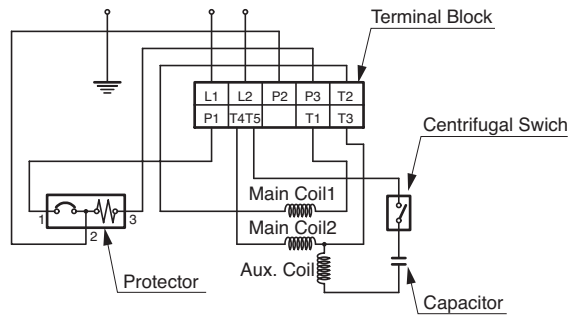 Terminal Block
L1 L2 P2 P3 T2
P1 T4T5 T1 T3
Centrifugal Swich
Main Coil1
1 3
Main Coil2
2
Aux. Coil
Protector
Capacitor